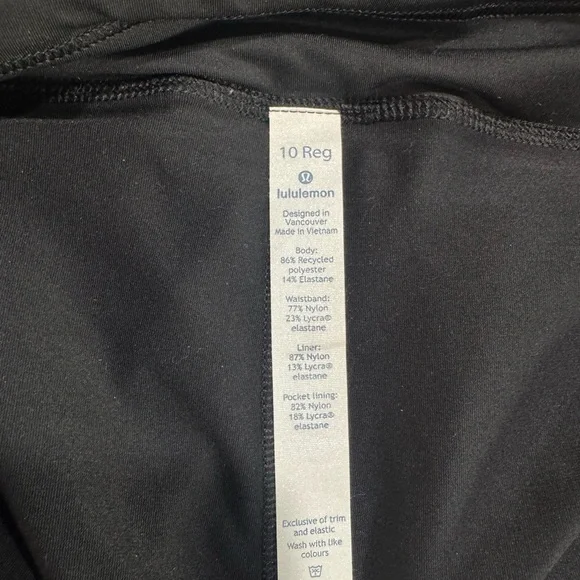 10 Reg
lululemon
Designed in
Vancouver
Made in Vietnam
Body:
86% Recycled
polyester
14% Elastane
Waistband:
77% Nylon
23% Lycra®
elastane
Liner:
87% Nylon
13% Lycra®
elastane
Pocket lining:
82% Nylon
18% Lycra®
elastane
Exclusive of trim
and elastic
Wash with like
colours